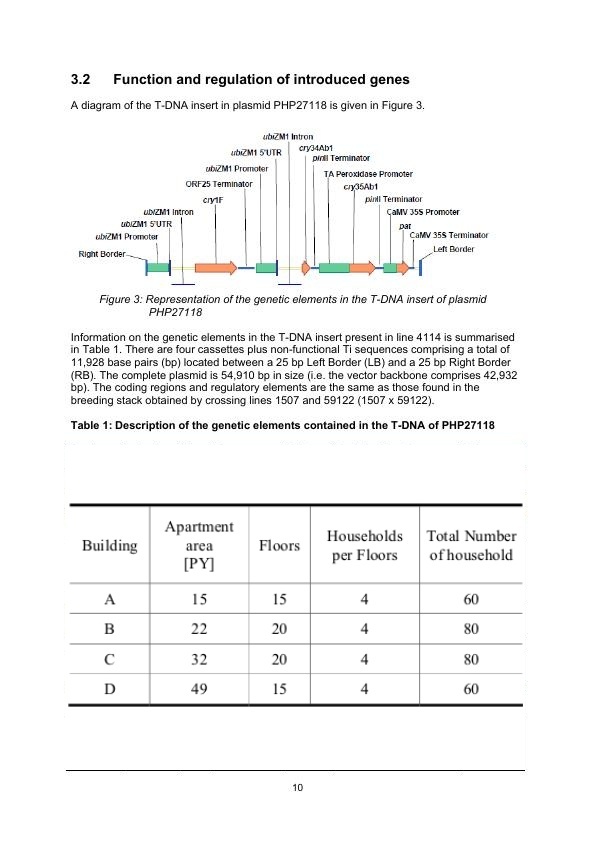 3.2 Function and regulation of introduced genes
A diagram of the T-DNA insert in plasmid PHP27118 is given in Figure 3.
ubiZM1 Intron
ubiZM1 5'UTR
cry34Ab1
pinII Terminator
ubiZM1 Promoter
TA Peroxidase Promoter
ORF25 Terminator
cry35Ab1
cry1F
pinII Terminator
ubiZM1 Intron
CaMV 35S Promoter
ubiZM1 5'UTR
pat
ubiZM1 Promoter
CaMV 35S Terminator
Right Border
Left Border
Figure 3: Representation of the genetic elements in the T-DNA insert of plasmid
PHP27118
Information on the genetic elements in the T-DNA insert present in line 4114 is summarised
in Table 1. There are four cassettes plus non-functional Ti sequences comprising a total of
11,928 base pairs (bp) located between a 25 bp Left Border (LB) and a 25 bp Right Border
(RB). The complete plasmid is 54,910 bp in size (i.e. the vector backbone comprises 42,932
bp). The coding regions and regulatory elements are the same as those found in the
breeding stack obtained by crossing lines 1507 and 59122 (1507 x 59122).
Table 1: Description of the genetic elements contained in the T-DNA of PHP27118
Building Apartment area [PY] Floors Households per Floors Total Number of household
A 15 15 4 60
B 22 20 4 80
C 32 20 4 80
D 49 15 4 60
10